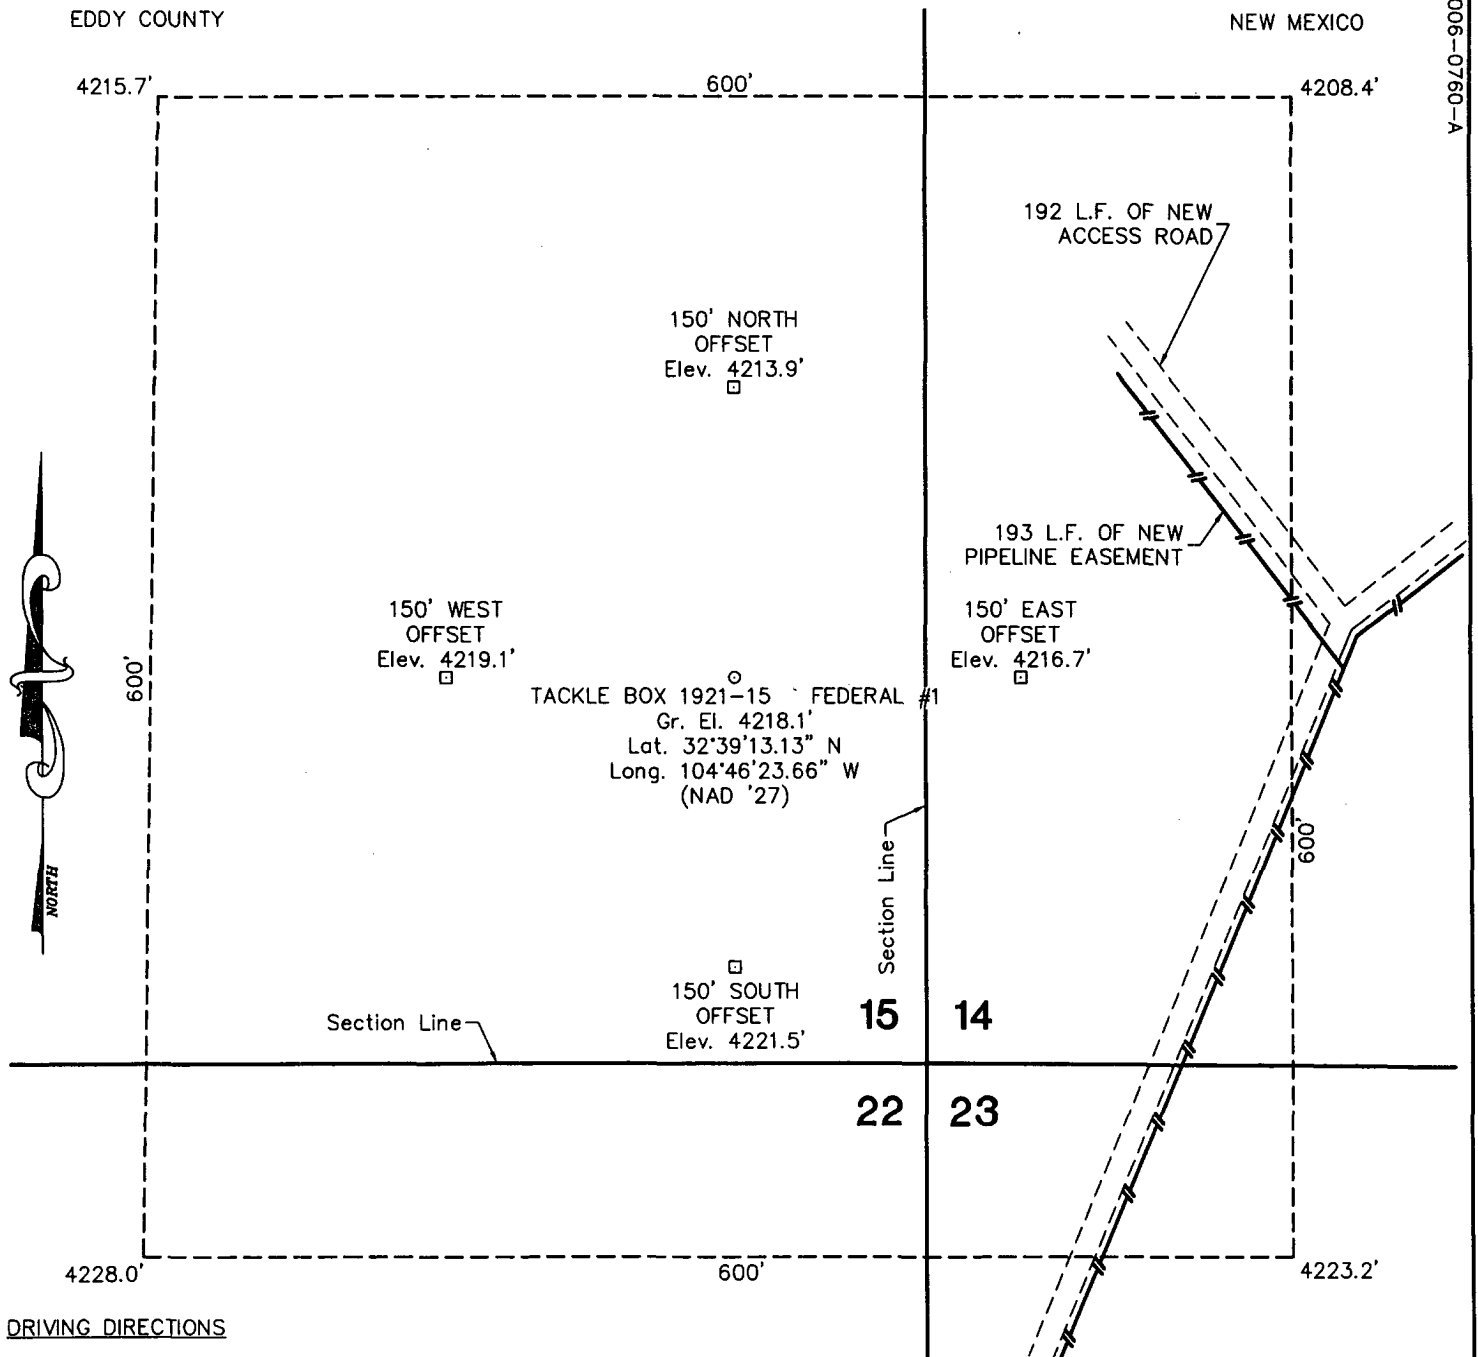 EDDY COUNTY
NEW MEXICO
006-0760-A
4215.7'
600'
4208.4'
192 L.F. OF NEW
ACCESS ROAD
150' NORTH
OFFSET
Elev. 4213.9'
193 L.F. OF NEW
PIPELINE EASEMENT
150' WEST
OFFSET
Elev. 4219.1'
150' EAST
OFFSET
Elev. 4216.7'
600'
TACKLE BOX 1921-15 FEDERAL #1
Gr. El. 4218.1'
Lat. 32°39'13.13" N
Long. 104°46'23.66" W
(NAD '27)
600'
Section Line
NORTH
150' SOUTH
OFFSET
Elev. 4221.5'
15
14
Section Line
22
23
4228.0'
600'
4223.2'
DRIVING DIRECTIONS